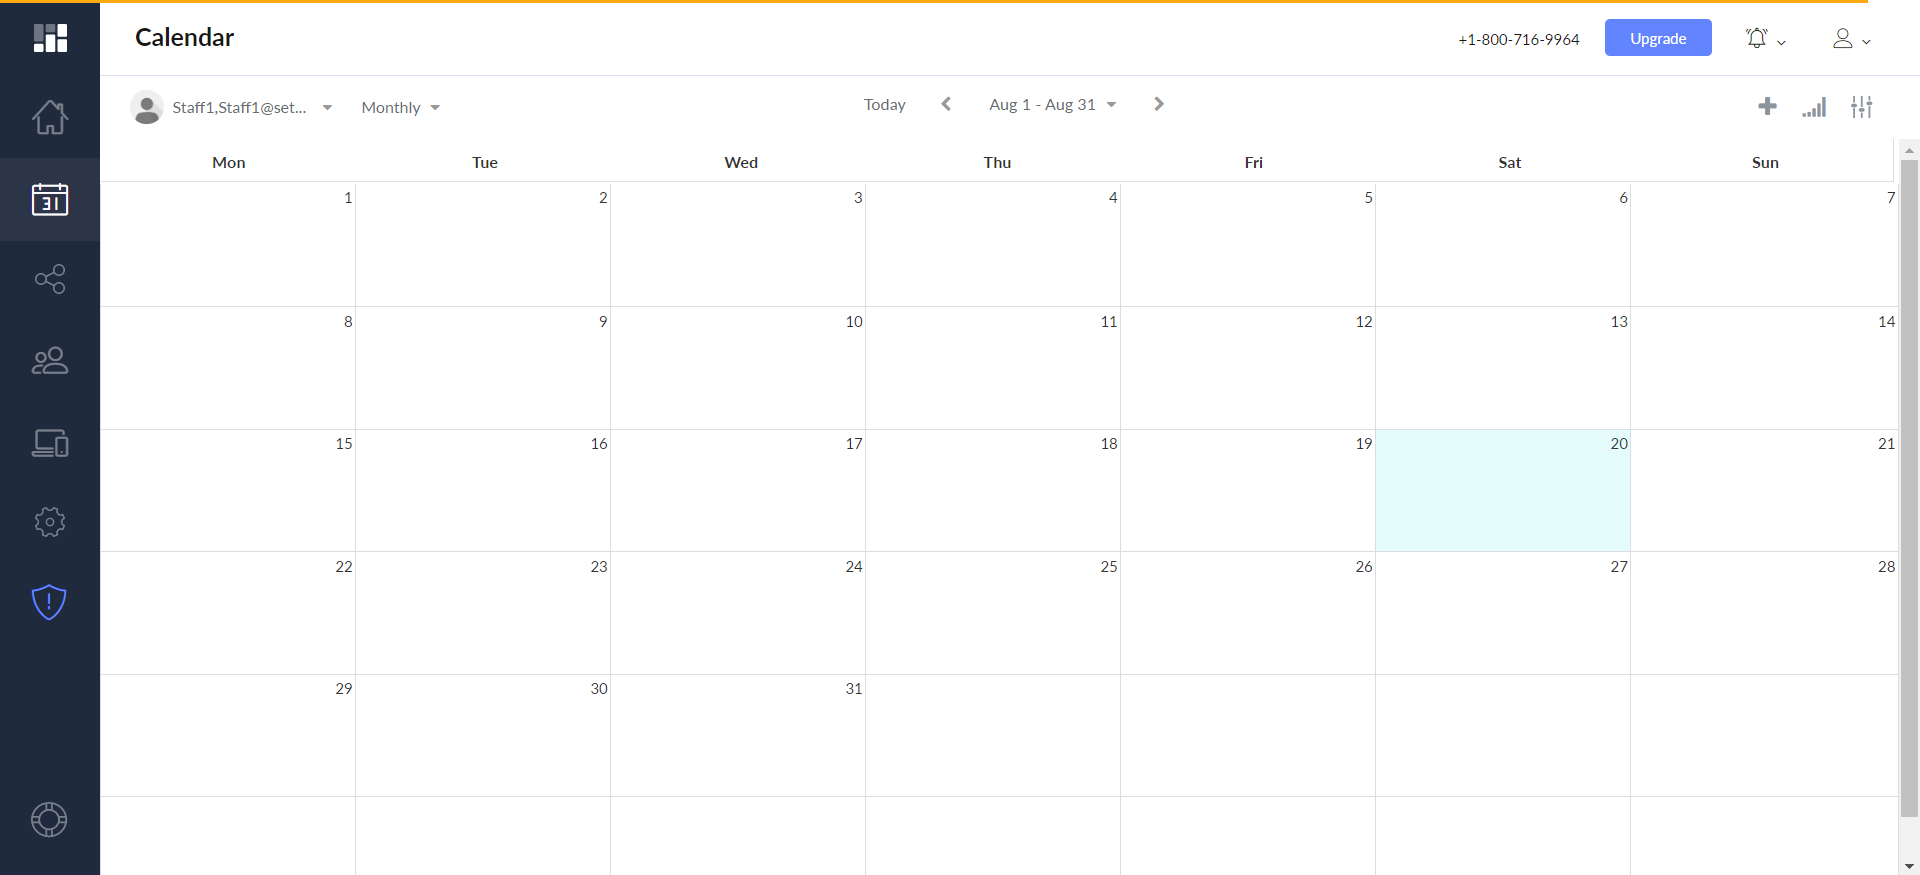 Calendar
+1-800-716-9964
Upgrade
Staff1,Staff1@set...
Monthly
Today
Aug 1 - Aug 31
Mon Tue Wed Thu Fri Sat Sun
31
1 2 3 4 5 6 7
8 9 10 11 12 13 14
15 16 17 18 19 20 21
22 23 24 25 26 27 28
29 30 31